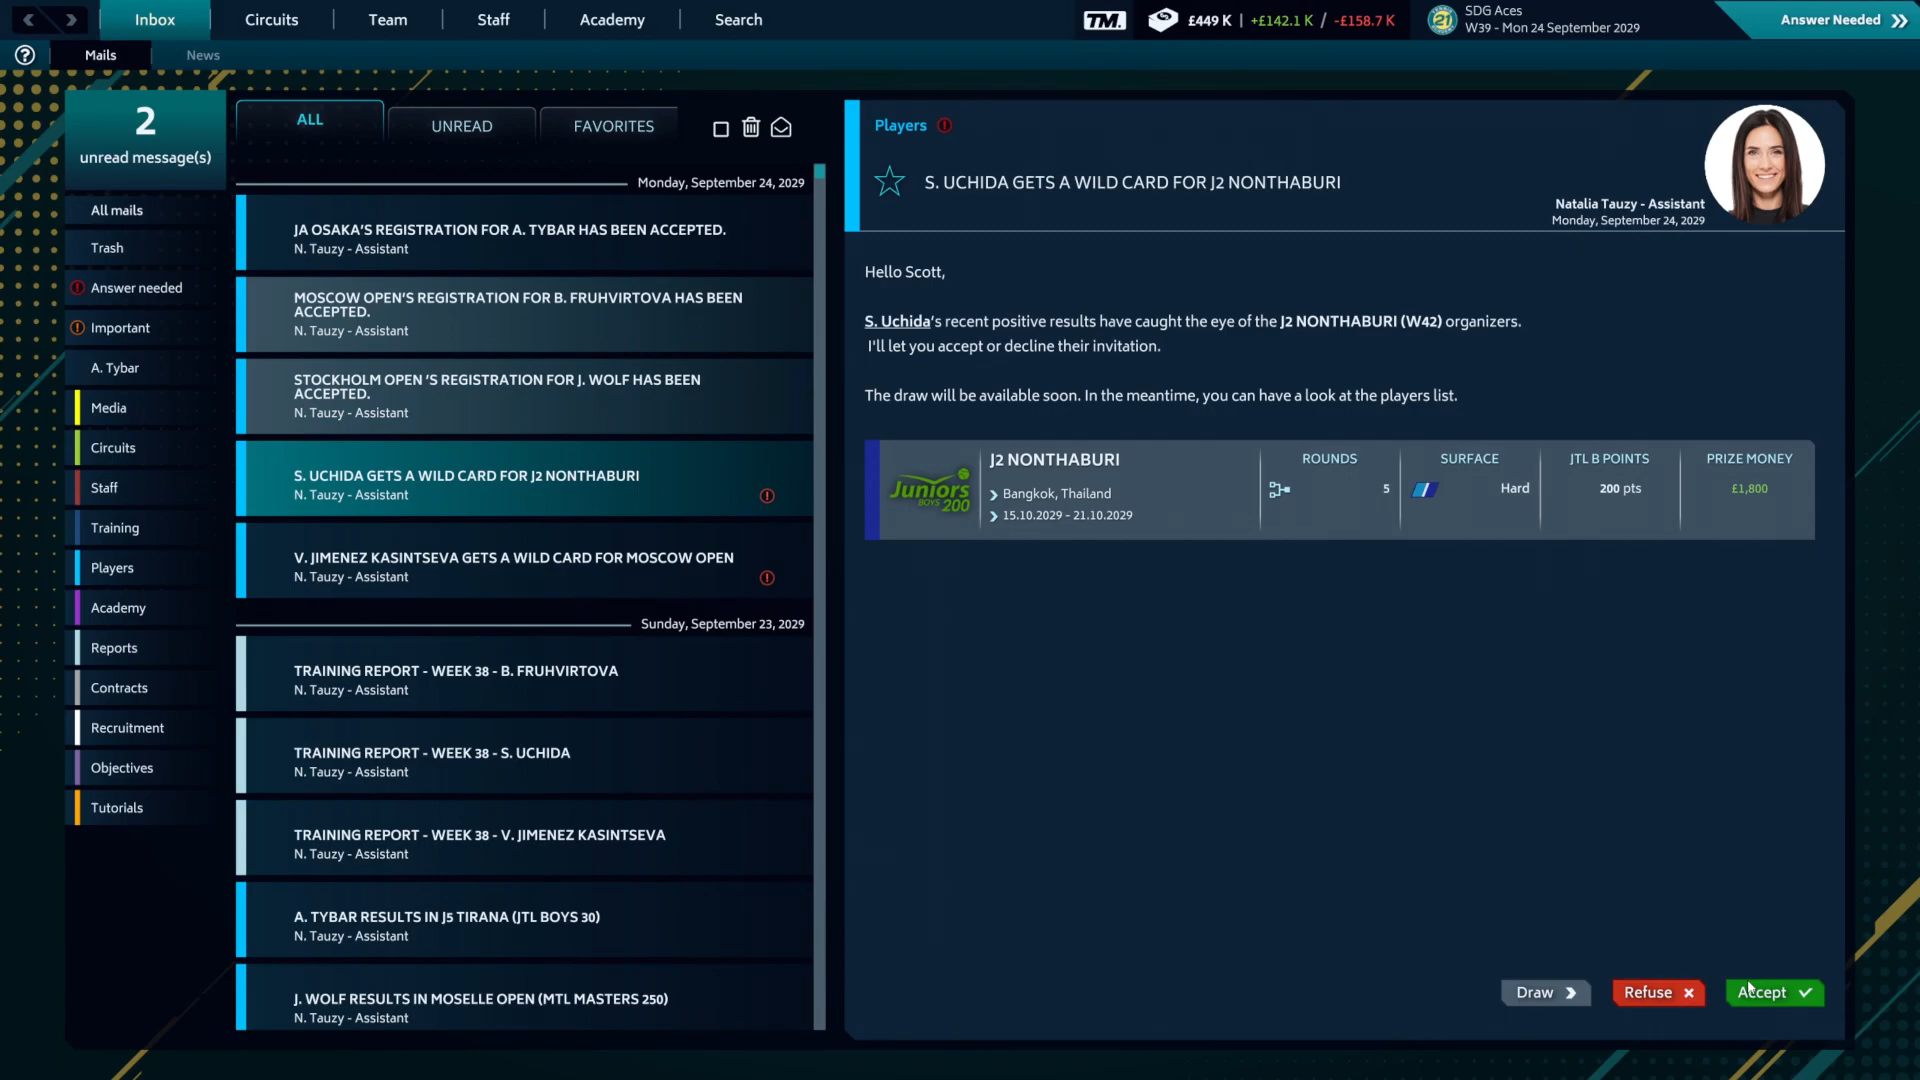 Inbox
Circuits
Team
Staff
Academy
Search
TM.
£449 K | +£142.1 K / -£158.7 K
21
SDG Aces
W39 - Mon 24 September 2029
Answer Needed
Mails
News
2
unread message(s)
All mails
Trash
Answer needed
Important
A. Tybar
Media
Circuits
Staff
Training
Players
Academy
Reports
Contracts
Recruitment
Objectives
Tutorials
ALL
UNREAD
FAVORITES
Monday, September 24, 2029
JA OSAKA'S REGISTRATION FOR A. TYBAR HAS BEEN ACCEPTED.
N. Tauzy - Assistant
MOSCOW OPEN'S REGISTRATION FOR B. FRUHVIRTOVA HAS BEEN
ACCEPTED.
N. Tauzy - Assistant
STOCKHOLM OPEN 'S REGISTRATION FOR J. WOLF HAS BEEN
ACCEPTED.
N. Tauzy - Assistant
S. UCHIDA GETS A WILD CARD FOR J2 NONTHABURI
N. Tauzy - Assistant
V. JIMENEZ KASINTSEVA GETS A WILD CARD FOR MOSCOW OPEN
N. Tauzy - Assistant
Sunday, September 23, 2029
TRAINING REPORT - WEEK 38 - B. FRUHVIRTOVA
N. Tauzy - Assistant
TRAINING REPORT - WEEK 38 - S. UCHIDA
N. Tauzy - Assistant
TRAINING REPORT - WEEK 38 - V. JIMENEZ KASINTSEVA
N. Tauzy - Assistant
A. TYBAR RESULTS IN J5 TIRANA (JTL BOYS 30)
N. Tauzy - Assistant
J. WOLF RESULTS IN MOSELLE OPEN (MTL MASTERS 250)
N. Tauzy - Assistant
Players
S. UCHIDA GETS A WILD CARD FOR J2 NONTHABURI
Natalia Tauzy - Assistant
Monday, September 24, 2029
Hello Scott,
S. Uchida's recent positive results have caught the eye of the J2 NONTHABURI (W42) organizers.
I'll let you accept or decline their invitation.
The draw will be available soon. In the meantime, you can have a look at the players list.
Juniors
BOYS 200
J2 NONTHABURI
Bangkok, Thailand
15.10.2029 - 21.10.2029
ROUNDS
5
SURFACE
Hard
JTL B POINTS
200 pts
PRIZE MONEY
£1,800
Draw
Refuse
Accept